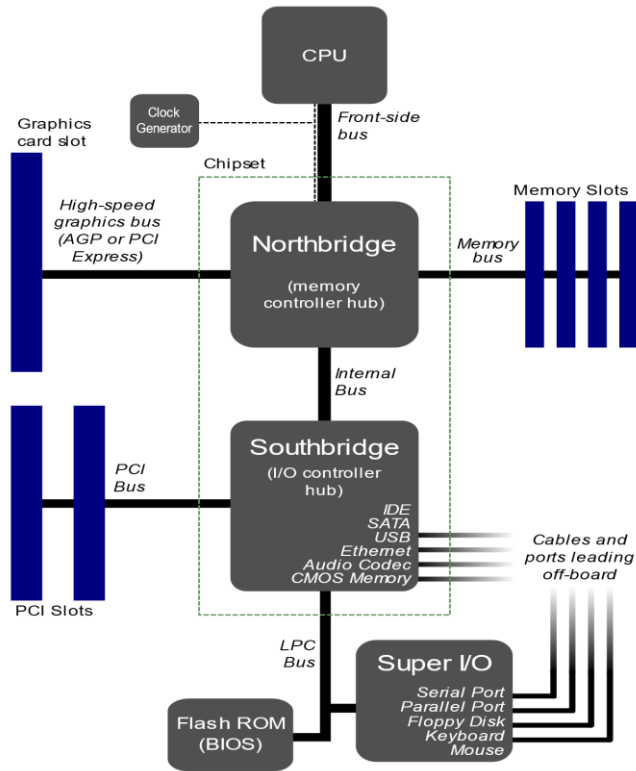 CPU
Clock
Generator
Front-side
bus
Graphics
card slot
Chipset
High-speed
graphics bus
(AGP or PCI
Express)
Northbridge
(memory
controller hub)
Memory
bus
Memory Slots
Internal
Bus
Southbridge
(I/O controller
hub)
PCI
Bus
IDE
SATA
USB
Ethernet
Audio Codec
CMOS Memory
Cables and
ports leading
off-board
PCI Slots
LPC
Bus
Super I/O
Serial Port
Parallel Port
Floppy Disk
Keyboard
Mouse
Flash ROM
(BIOS)